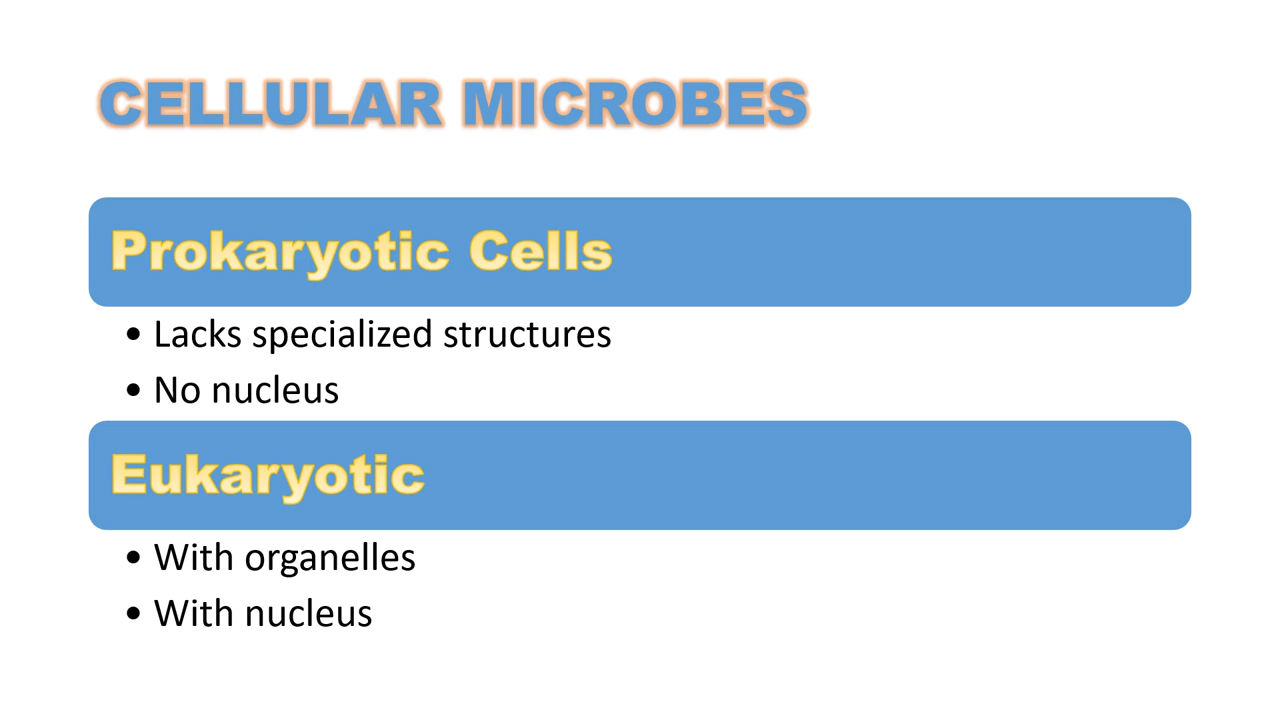 CELLULAR MICROBES
Prokaryotic Cells
• Lacks specialized structures
• No nucleus
Eukaryotic
• With organelles
• With nucleus